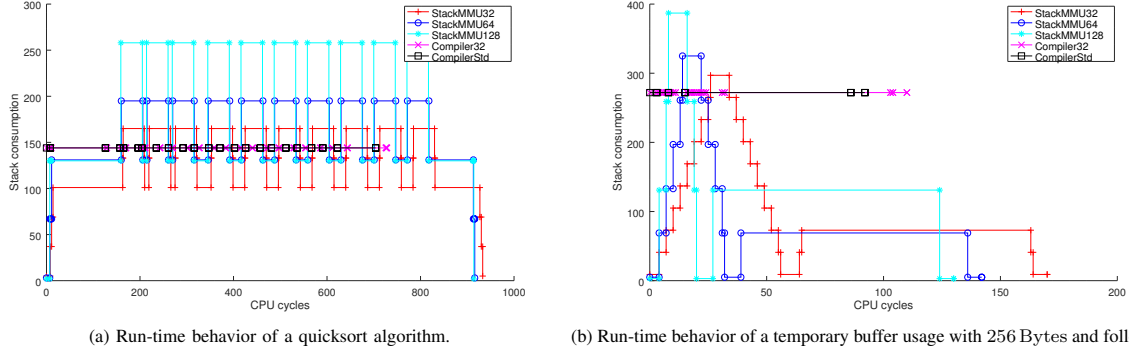 300
250
200
150
100
50
0
Stack consumption
0
200
400
600
800
1000
CPU cycles
StackMMU32
StackMMU64
StackMMU128
Compiler32
CompilerStd
(a) Run-time behavior of a quicksort algorithm.
400
300
200
100
0
Stack consumption
0
50
100
150
200
CPU cycles
StackMMU32
StackMMU64
StackMMU128
Compiler32
CompilerStd
(b) Run-time behavior of a temporary buffer usage with 256 Bytes and foll